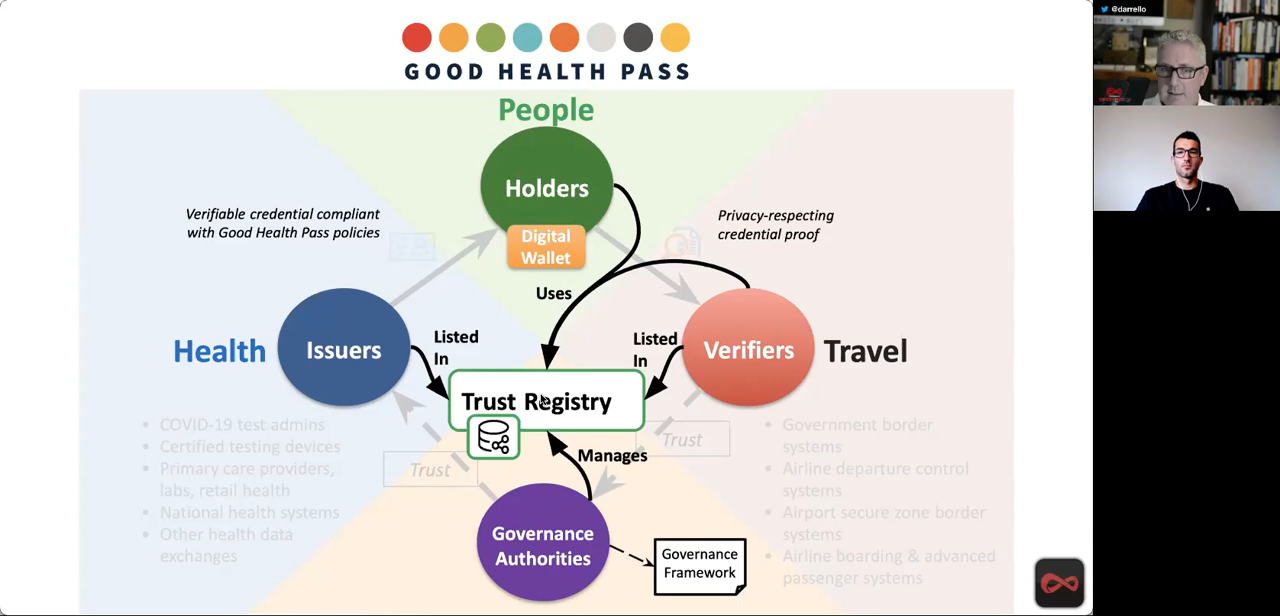 @darrello
GOOD HEALTH PASS
People
Holders
Digital
Wallet
Verifiable credential compliant
with Good Health Pass policies
Privacy-respecting
credential proof
Uses
Health
Issuers
Listed
In
Listed
In
Verifiers
Travel
Trust Registry
Manages
Trust
Trust
• COVID-19 test admins
• Certified testing devices
• Primary care providers,
labs, retail health
• National health systems
• Other health data
exchanges
• Government border
systems
• Airline departure control
systems
• Airport secure zone border
systems
• Airline boarding & advanced
passenger systems
Governance
Authorities
Governance
Framework